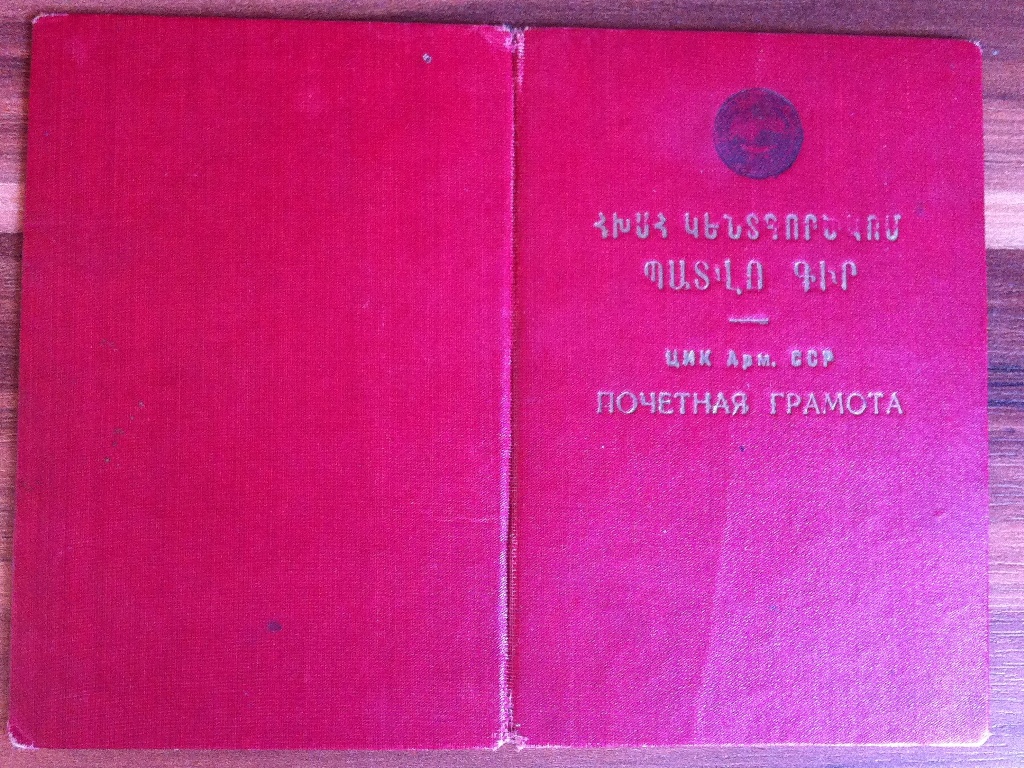 ՀԽՍՀ ԿԵՆՏԳՈՐԾԿՈՄ
ՊԱՏՎՈ ԳԻՐ
ЦИК Арм. ССР
ПОЧЕТНАЯ ГРАМОТА